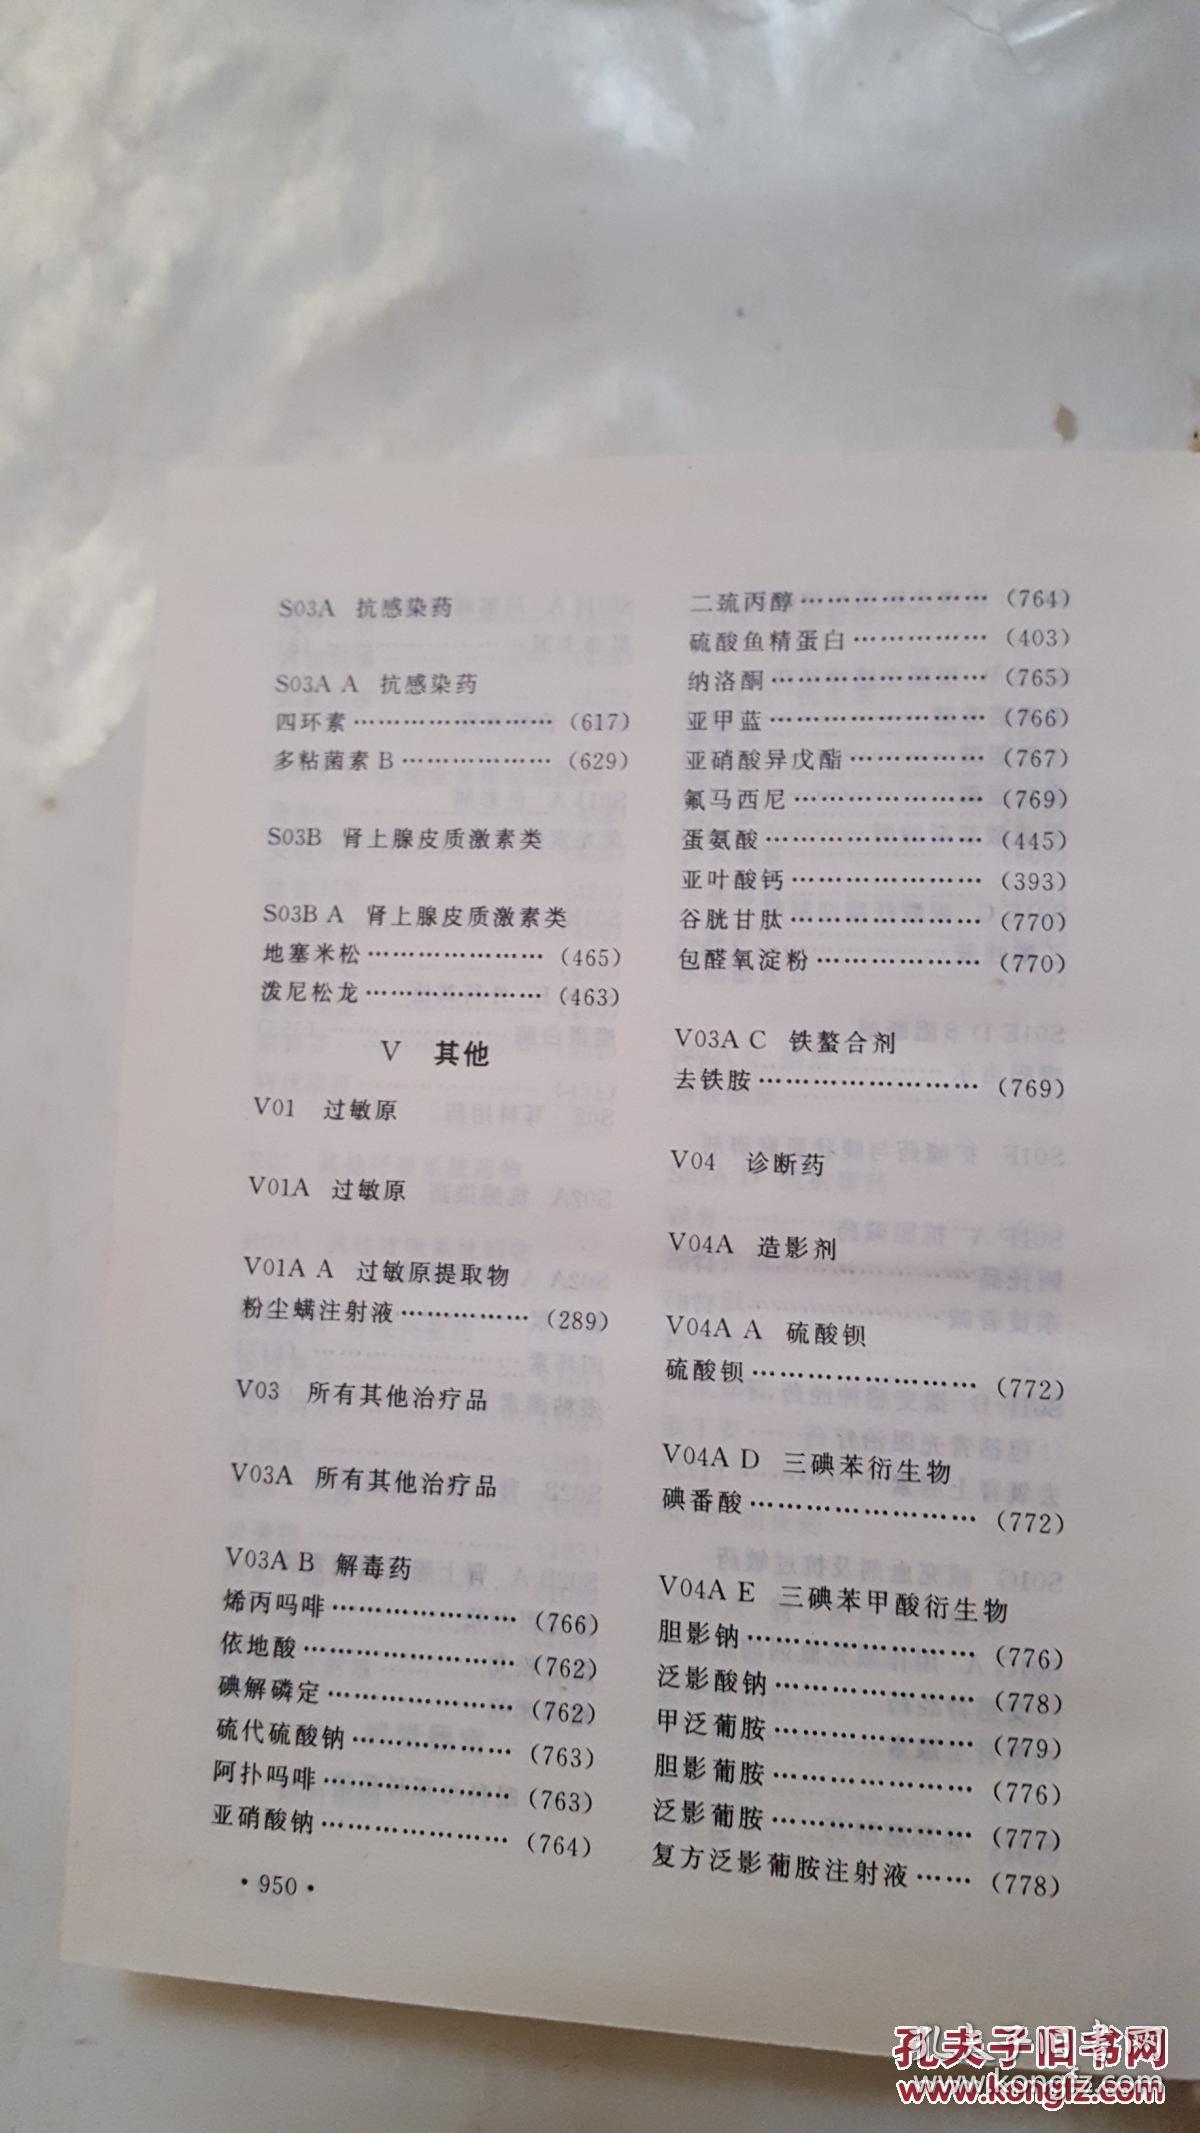 S03A 抗感染药
S03A A 抗感染药
四环素…………………… (617)
多粘菌素B……………… (629)
S03B 肾上腺皮质激素类
S03B A 肾上腺皮质激素类
地塞米松………………… (465)
泼尼松龙………………… (463)
V 其他
V01 过敏原
V01A 过敏原
V01A A 过敏原提取物
粉尘螨注射液…………… (289)
V03 所有其他治疗品
V03A 所有其他治疗品
V03A B 解毒药
烯丙吗啡………………… (766)
依地酸…………………… (762)
碘解磷定………………… (762)
硫代硫酸钠……………… (763)
阿扑吗啡………………… (763)
亚硝酸钠………………… (764)
·950·
二巯丙醇………………… (764)
硫酸鱼精蛋白…………… (403)
纳洛酮…………………… (765)
亚甲蓝…………………… (766)
亚硝酸异戊酯…………… (767)
氟马西尼………………… (769)
蛋氨酸…………………… (445)
亚叶酸钙………………… (393)
谷胱甘肽………………… (770)
包醛氧淀粉……………… (770)
V03A C 铁螯合剂
去铁胺…………………… (769)
V04 诊断药
V04A 造影剂
V04A A 硫酸钡
硫酸钡…………………… (772)
V04A D 三碘苯衍生物
碘番酸…………………… (772)
V04A E 三碘苯甲酸衍生物
胆影钠…………………… (776)
泛影酸钠………………… (778)
甲泛葡胺………………… (779)
胆影葡胺………………… (776)
泛影葡胺………………… (777)
复方泛影葡胺注射液…… (778)
孔夫子旧书网
www.kongfz.com